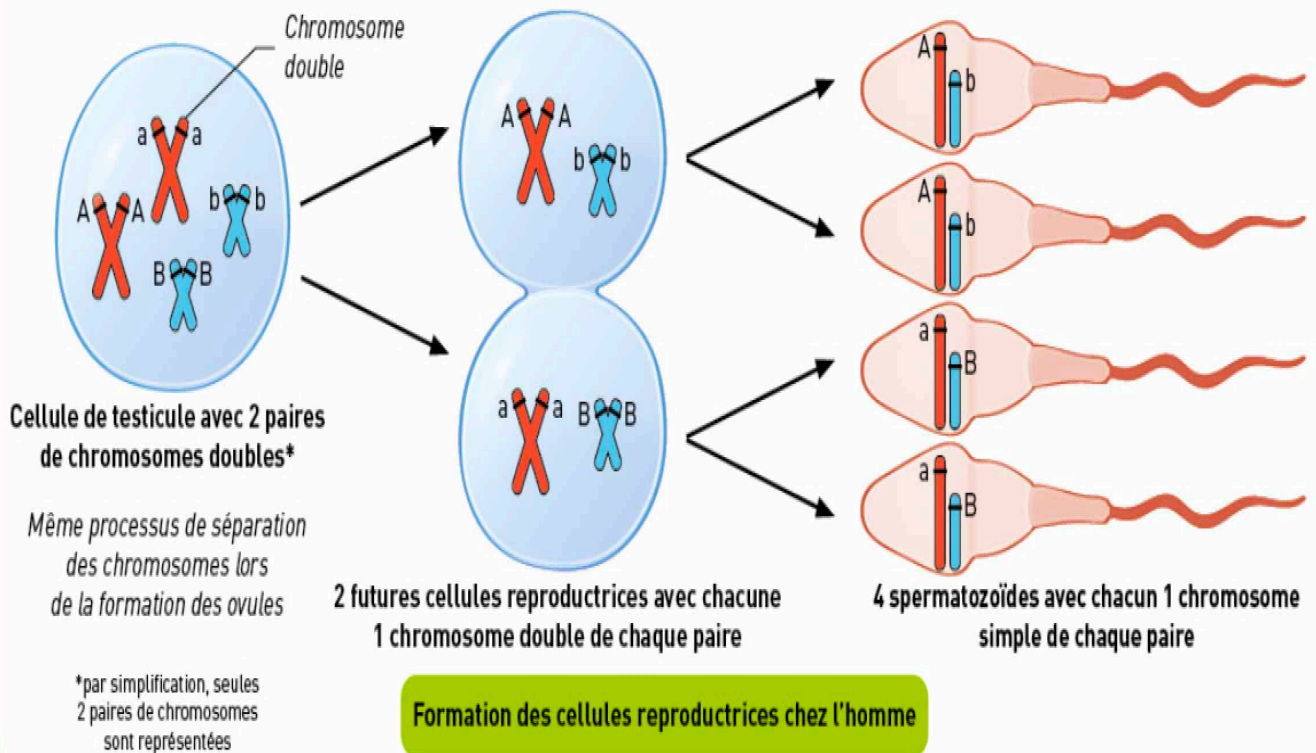 Chromosome
double
a a
A A
b b
B B
A A
b b
a a
B B
A
b
A
b
a
B
a
B
Cellule de testicule avec 2 paires
de chromosomes doubles*
Même processus de séparation
des chromosomes lors
de la formation des ovules
*par simplification, seules
2 paires de chromosomes
sont représentées
2 futures cellules reproductrices avec chacune
1 chromosome double de chaque paire
4 spermatozoïdes avec chacun 1 chromosome
simple de chaque paire
Formation des cellules reproductrices chez l'homme